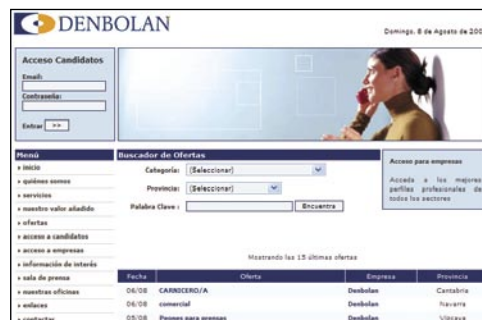 DENBOLAN
Domingo, 8 de Agosto de 200
Acceso Candidatos
Email:
Contraseña:
Entrar >>
Menú
inicio
quiénes somos
servicios
nuestro valor añadido
ofertas
acceso a candidatos
acceso a empresas
información de interés
sala de prensa
nuestras oficinas
enlaces
contactar
Buscador de Ofertas
Categoría: (Seleccionar)
Provincia: (Seleccionar)
Palabra Clave :
Encuentra
Acceso para empresas
Acceda a los mejores
perfiles profesionales de
todos los sectores
Mostrando las 15 últimas ofertas
Fecha Oferta Empresa Provincia
06/08 CARNICERO/A Denbolan Cantabria
06/08 comercial Denbolan Navarra
05/08 Peones para prensas Denbolan Vizcaya